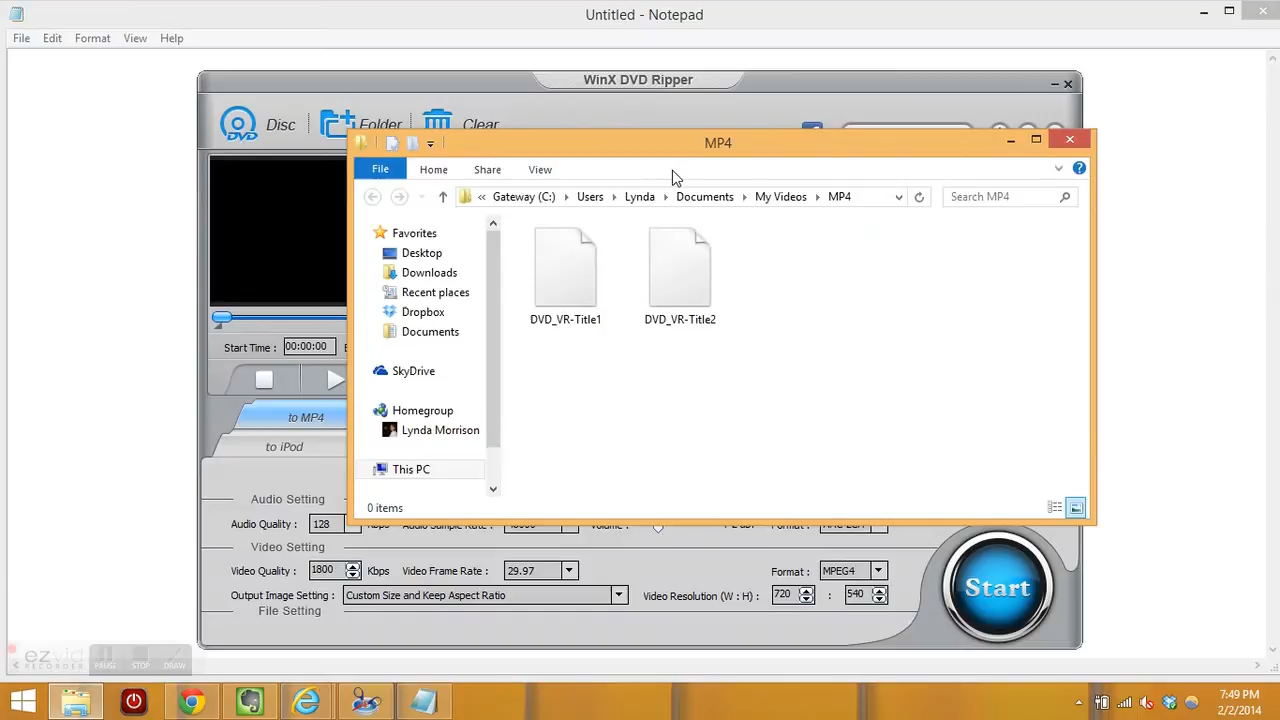 Untitled - Notepad
File Edit Format View Help
WinX DVD Ripper
DVD Disc Folder Clear
MP4
File Home Share View
« Gateway (C:) Users Lynda Documents My Videos MP4
Search MP4
Favorites
Desktop
Downloads
Recent places
Dropbox
Documents
SkyDrive
Homegroup
Lynda Morrison
This PC
DVD_VR-Title1 DVD_VR-Title2
0 items
Start Time : 00:00:00
to MP4
to iPod
Audio Setting
Audio Quality : 128
Video Setting
Video Quality : 1800 Kbps Video Frame Rate : 29.97 Format : MPEG4
Output Image Setting : Custom Size and Keep Aspect Ratio Video Resolution (W : H) : 720 : 540
File Setting
Start
ezvid
RECORDER
PAUSE STOP DRAW
7:49 PM
2/2/2014